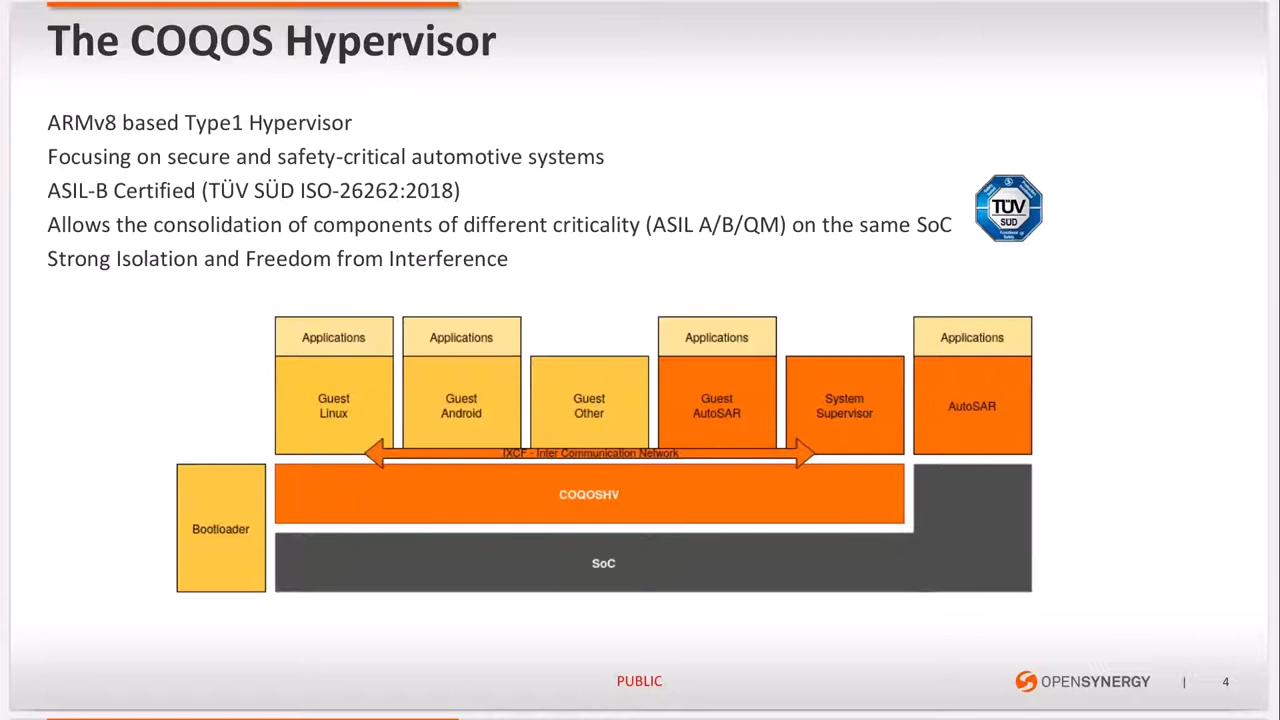 The COQOS Hypervisor
ARMv8 based Type1 Hypervisor
Focusing on secure and safety-critical automotive systems
ASIL-B Certified (TÜV SÜD ISO-26262:2018)
Allows the consolidation of components of different criticality (ASIL A/B/QM) on the same SoC
Strong Isolation and Freedom from Interference
TÜV
SÜD
Functional
Safety
Applications
Applications
Applications
Applications
Guest
Linux
Guest
Android
Guest
Other
Guest
AutoSAR
System
Supervisor
AutoSAR
IXCF - Inter Communication Network
COQOSHV
Bootloader
SoC
PUBLIC
OPENSYNERGY
|
4